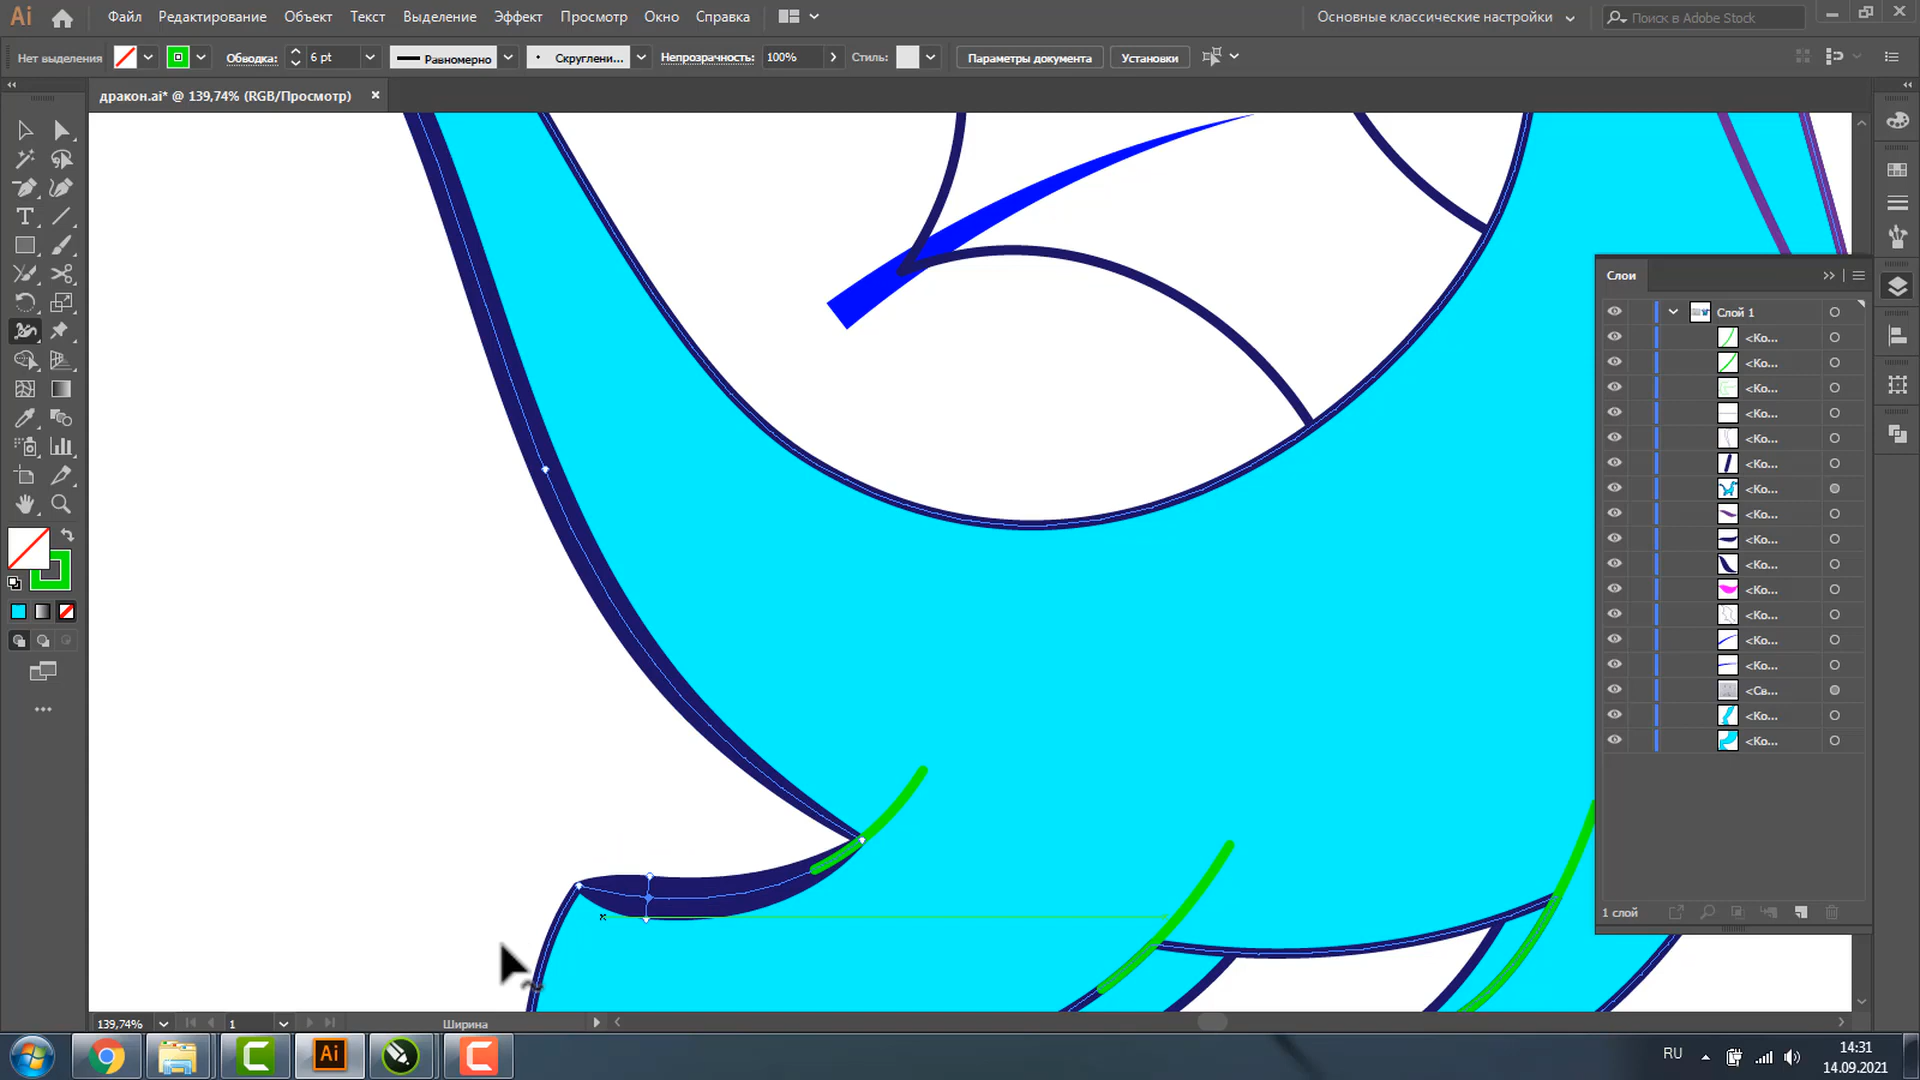 Ai Файл Редактирование Объект Текст Выделение Эффект Просмотр Окно Справка Основные классические настройки Поиск в Adobe Stock
Нет выделения Обводка: 6 pt Равномерно Скруглени... Непрозрачность: 100% Стиль: Параметры документа Установки
дракон.ai* @ 139,74% (RGB/Просмотр)
Слои
Слой 1
<Ко...
<Ко...
<Ко...
<Ко...
<Ко...
<Ко...
<Ко...
<Ко...
<Ко...
<Ко...
<Ко...
<Ко...
<Ко...
<Ко...
<Св...
<Ко...
<Ко...
1 слой
139,74% 1 Ширина
Ai RU 14:31
14.09.2021